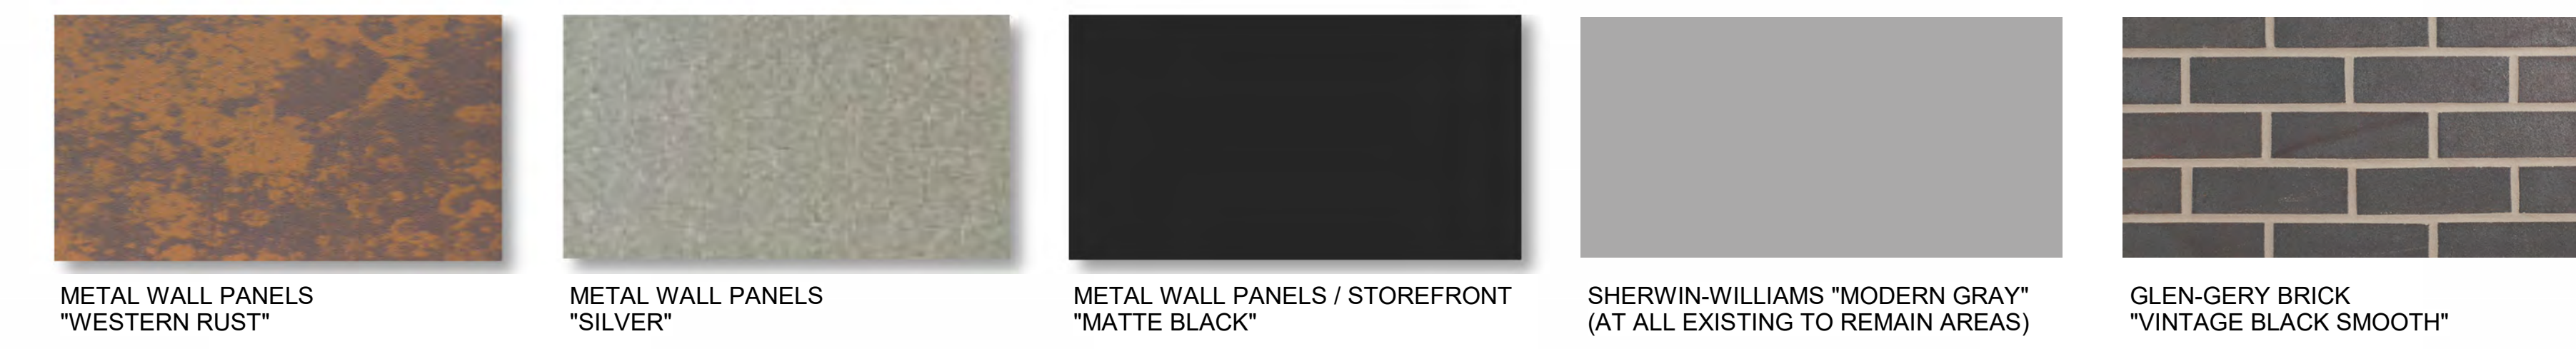 METAL WALL PANELS
"WESTERN RUST"
METAL WALL PANELS
"SILVER"
METAL WALL PANELS / STOREFRONT
"MATTE BLACK"
SHERWIN-WILLIAMS "MODERN GRAY"
(AT ALL EXISTING TO REMAIN AREAS)
GLEN-GERY BRICK
"VINTAGE BLACK SMOOTH"